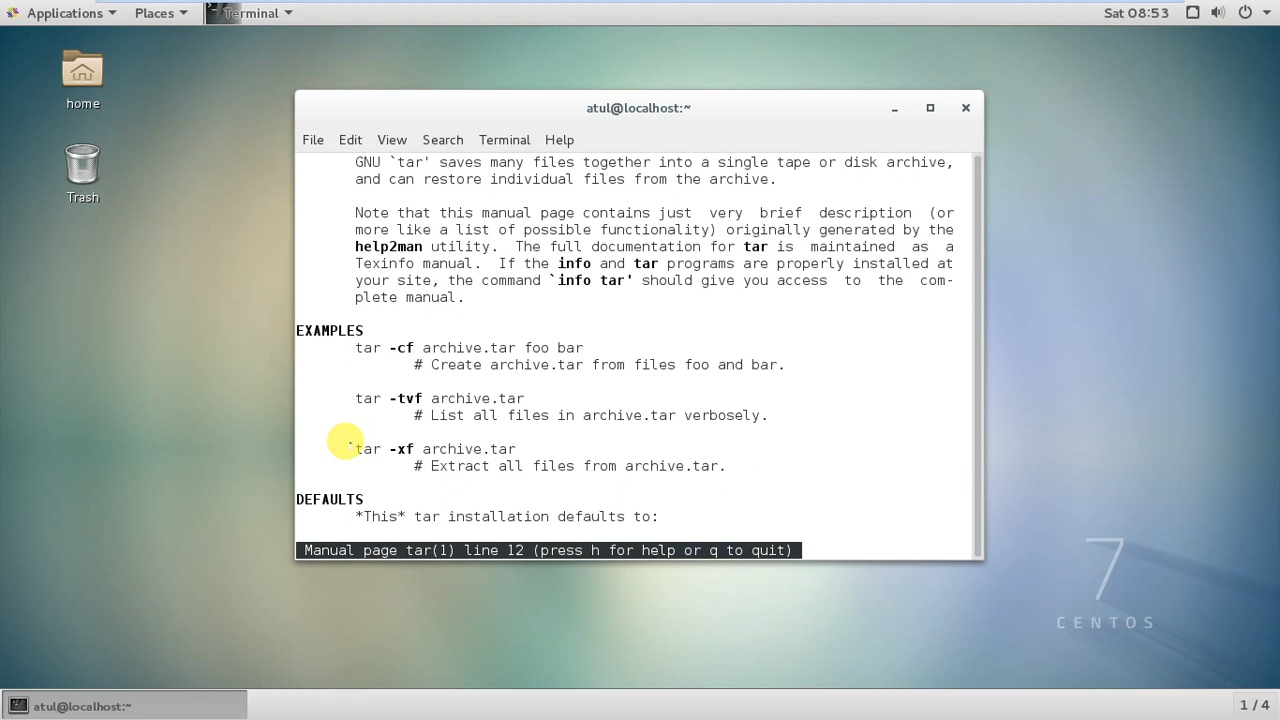 Applications Places Terminal Sat 08:53
home
Trash
atul@localhost:~
File Edit View Search Terminal Help
GNU `tar' saves many files together into a single tape or disk archive,
and can restore individual files from the archive.
Note that this manual page contains just very brief description (or
more like a list of possible functionality) originally generated by the
help2man utility. The full documentation for tar is maintained as a
Texinfo manual. If the info and tar programs are properly installed at
your site, the command `info tar' should give you access to the com-
plete manual.
EXAMPLES
tar -cf archive.tar foo bar
# Create archive.tar from files foo and bar.
tar -tvf archive.tar
# List all files in archive.tar verbosely.
tar -xf archive.tar
# Extract all files from archive.tar.
DEFAULTS
*This* tar installation defaults to:
Manual page tar(1) line 12 (press h for help or q to quit)
7
CENTOS
atul@localhost:~ 1 / 4